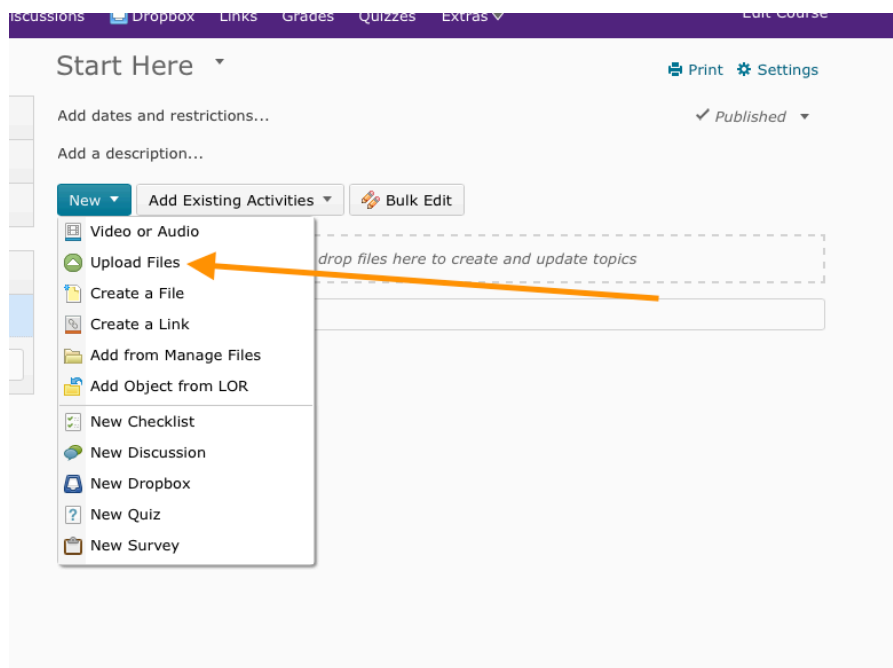 Discussions Dropbox Links Grades Quizzes Extras Edit Course
Start Here
Print Settings
Add dates and restrictions...
Published
Add a description...
New Add Existing Activities Bulk Edit
Video or Audio
Upload Files
drop files here to create and update topics
Create a File
Create a Link
Add from Manage Files
Add Object from LOR
New Checklist
New Discussion
New Dropbox
New Quiz
New Survey